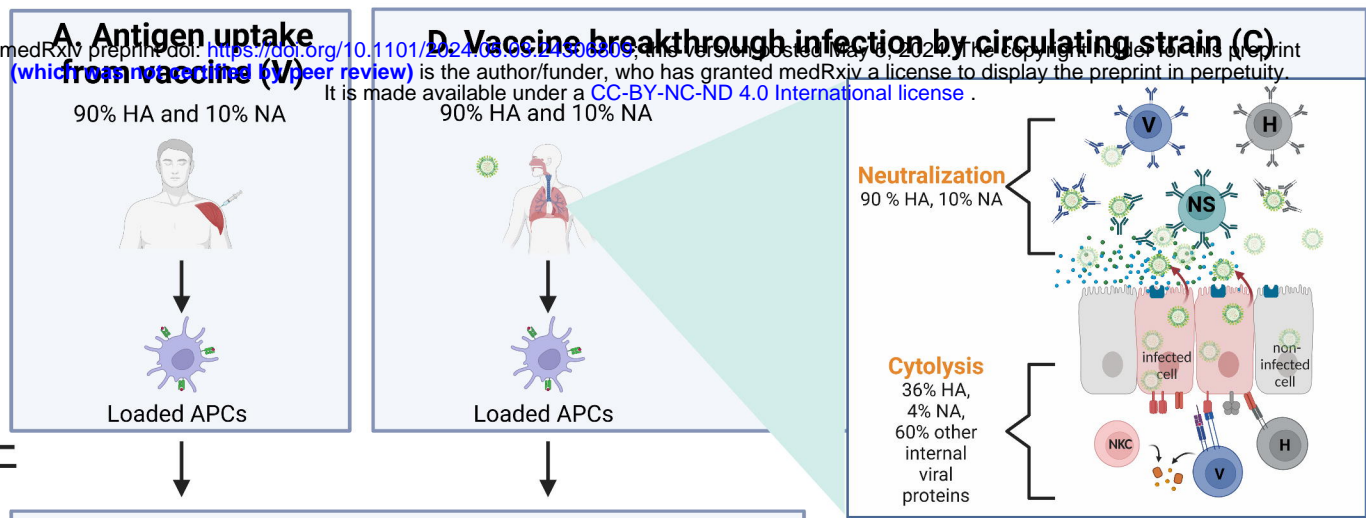 A. Antigen uptake
from vaccine (V)
D. Vaccine breakthrough infection by circulating strain (C)
medRxiv preprint doi: https://doi.org/10.1101/2024.05.03.24306809; this version posted May 6, 2024. The copyright holder for this preprint
(which was not certified by peer review) is the author/funder, who has granted medRxiv a license to display the preprint in perpetuity.
It is made available under a CC-BY-NC-ND 4.0 International license .
90% HA and 10% NA
Loaded APCs
90% HA and 10% NA
Loaded APCs
Neutralization
90 % HA, 10% NA
V
H
NS
infected
cell
non-
infected
cell
Cytolysis
36% HA,
4% NA,
60% other
internal
viral
proteins
NKC
V
H